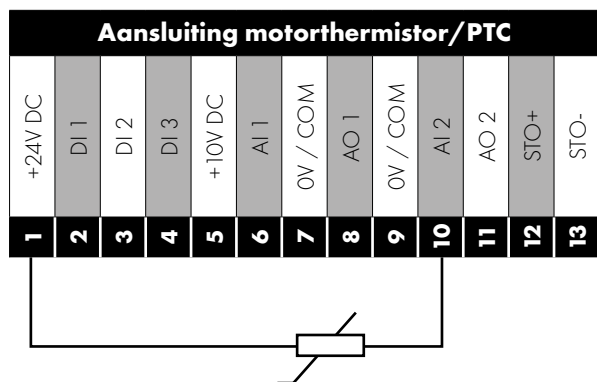 Aansluiting motorthermistor/PTC
+24V DC
DI 1
DI 2
DI 3
+10V DC
AI 1
0V / COM
AO 1
0V / COM
AI 2
AO 2
STO+
STO-
1
2
3
4
5
6
7
8
9
10
11
12
13